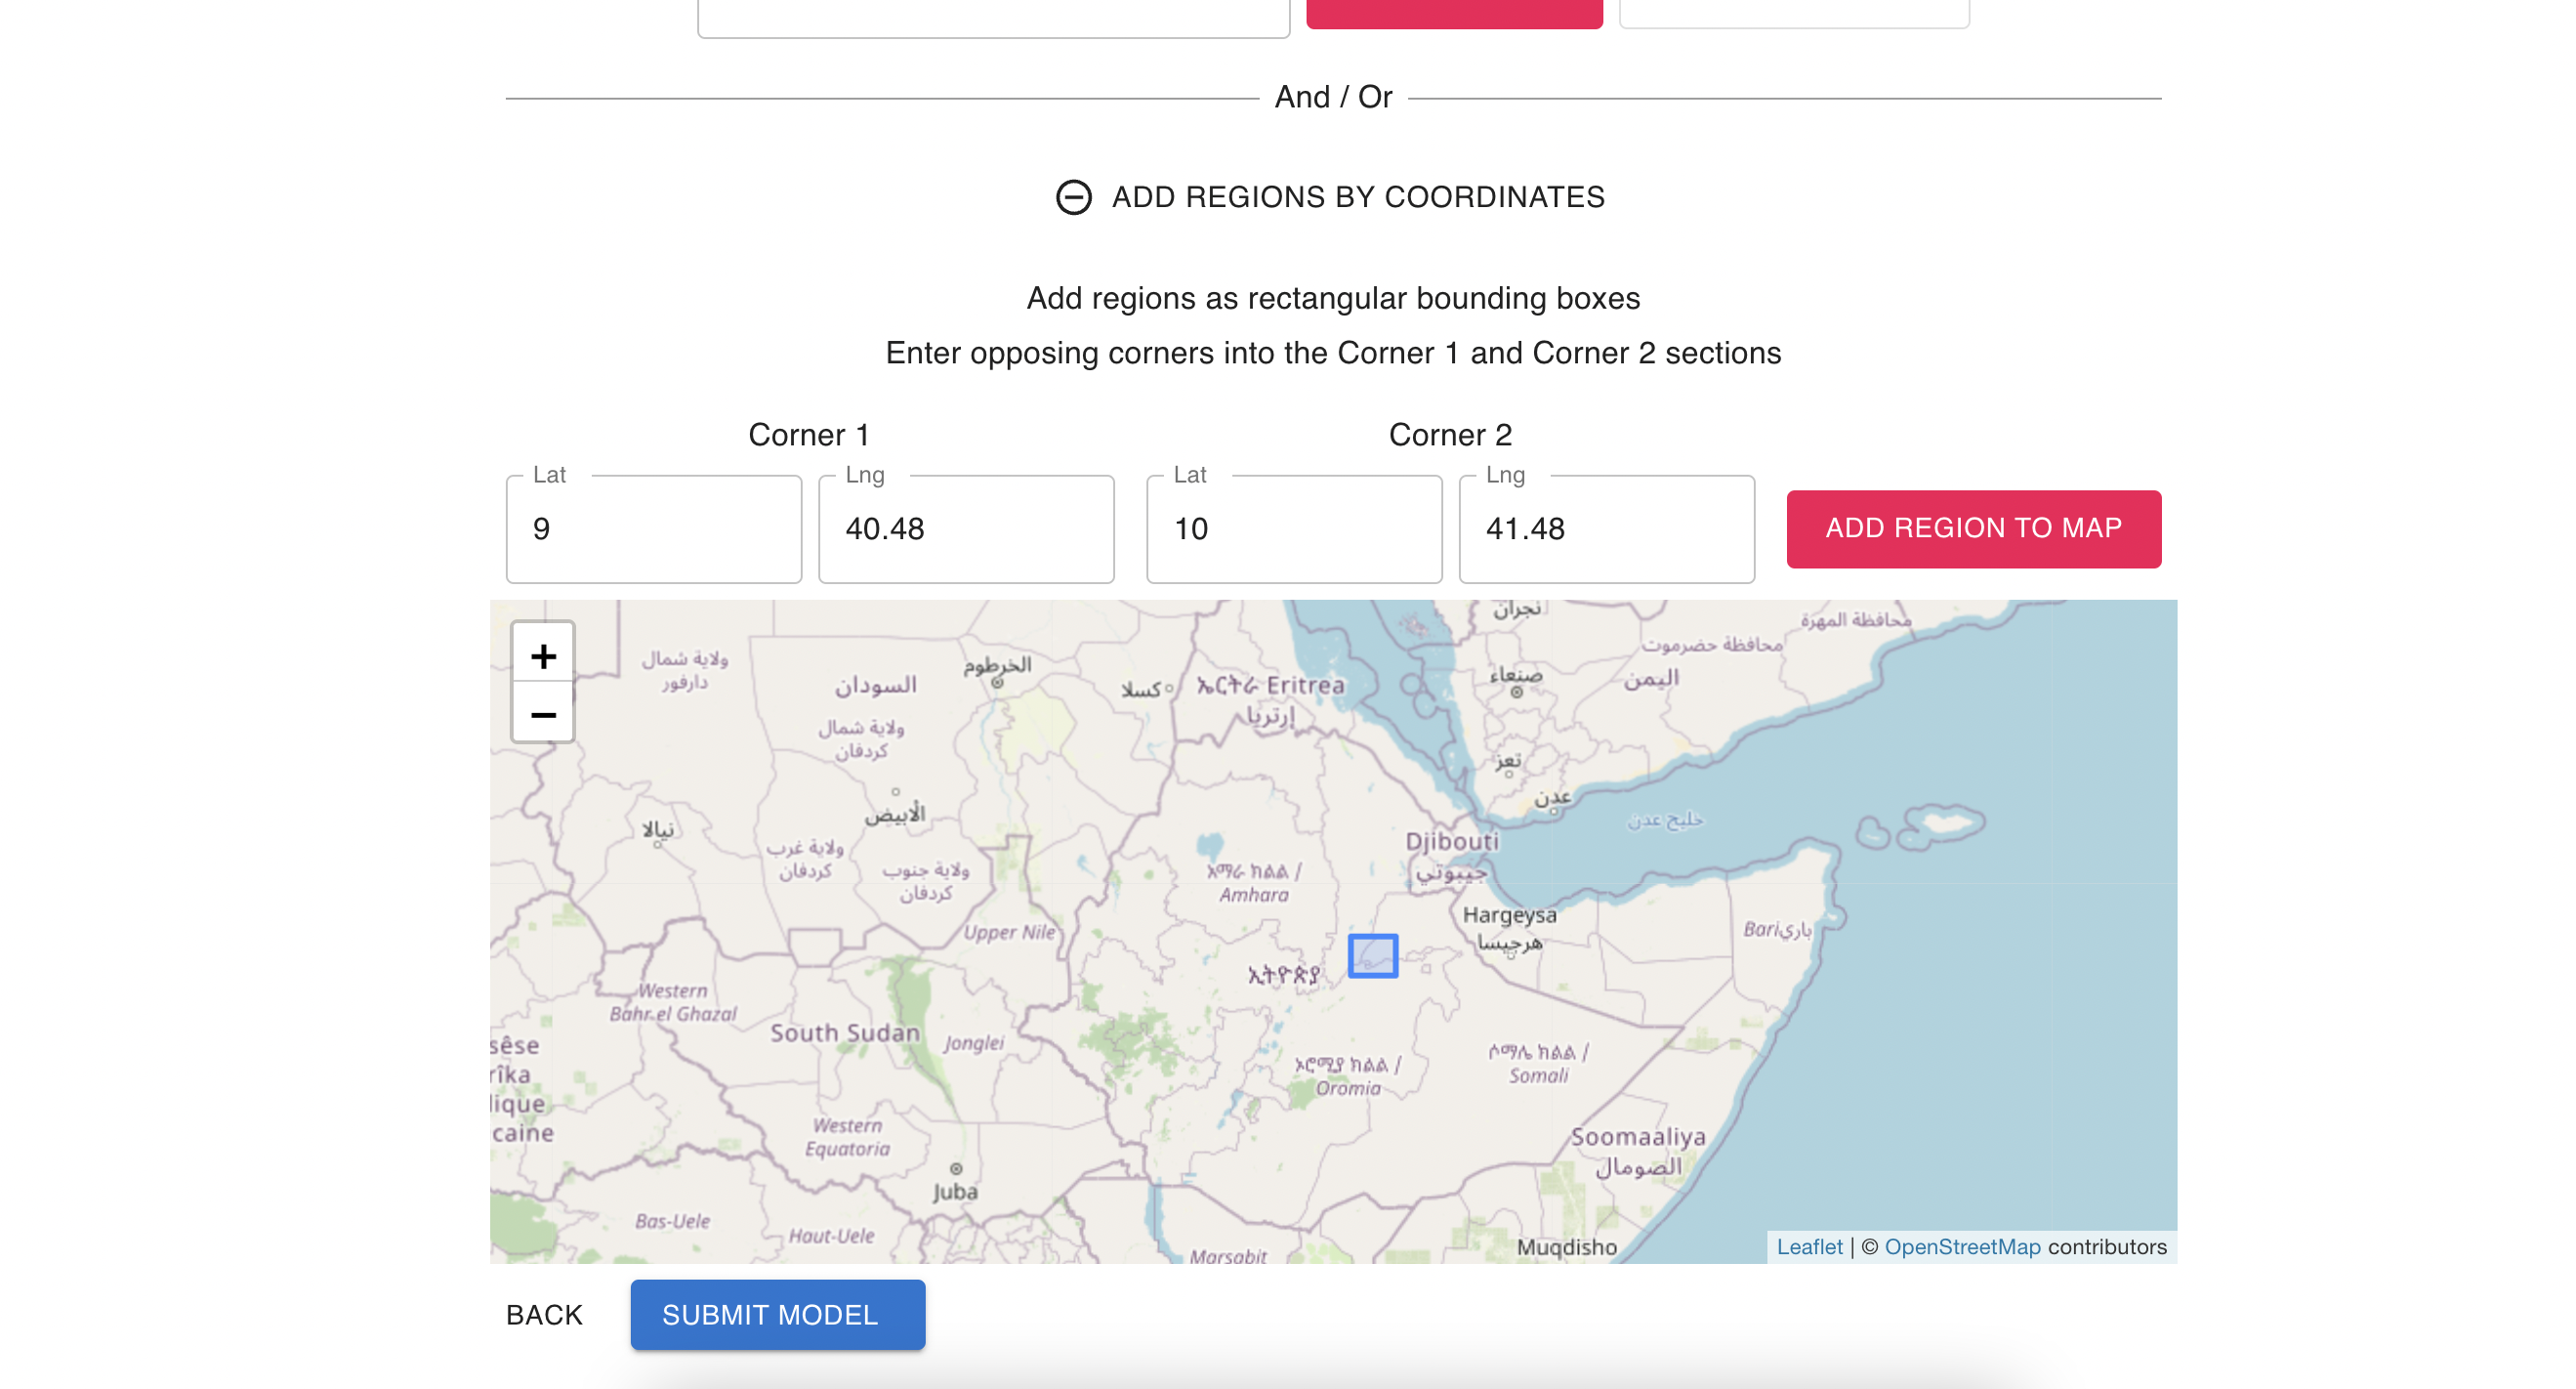 And / Or
ADD REGIONS BY COORDINATES
Add regions as rectangular bounding boxes
Enter opposing corners into the Corner 1 and Corner 2 sections
Corner 1
Corner 2
Lat
Lng
Lat
Lng
9
40.48
10
41.48
ADD REGION TO MAP
+
−
ولاية شمال
دارفور
السودان
ولاية شمال
كردفان
الخرطوم
كسلا
ኤርትራ Eritrea
إرتريا
نجران
صنعاء
محافظة المهرة
محافظة حضرموت
اليمن
تعز
عدن
خليج عدن
نيالا
الأبيض
ولاية غرب
كردفان
ولاية جنوب
كردفان
Djibouti
جيبوتي
አማራ ክልል /
Amhara
Upper Nile
Hargeysa
هرجيسا
Bari باري
ኢትዮጵያ
Western
Bahr el Ghazal
South Sudan
Jonglei
sêse
rîka
lique
caine
ኦሮሚያ ክልል /
Oromia
ሶማሌ ክልል /
Somali
Western
Equatoria
Soomaaliya
الصومال
Juba
Bas-Uele
Haut-Uele
Marsabit
Muqdisho
Leaflet | © OpenStreetMap contributors
BACK
SUBMIT MODEL